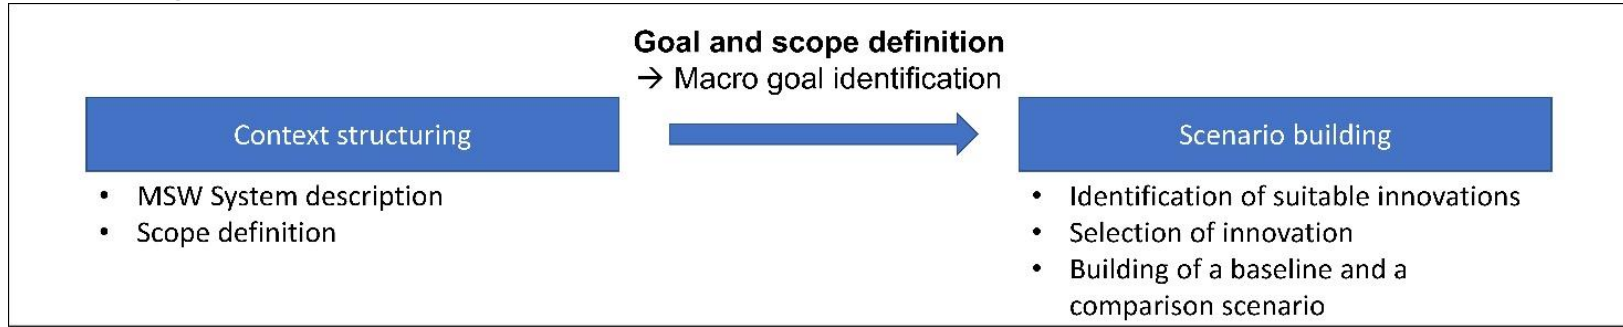 Goal and scope definition
→ Macro goal identification
Context structuring
Scenario building
• MSW System description
• Scope definition
• Identification of suitable innovations
• Selection of innovation
• Building of a baseline and a
comparison scenario